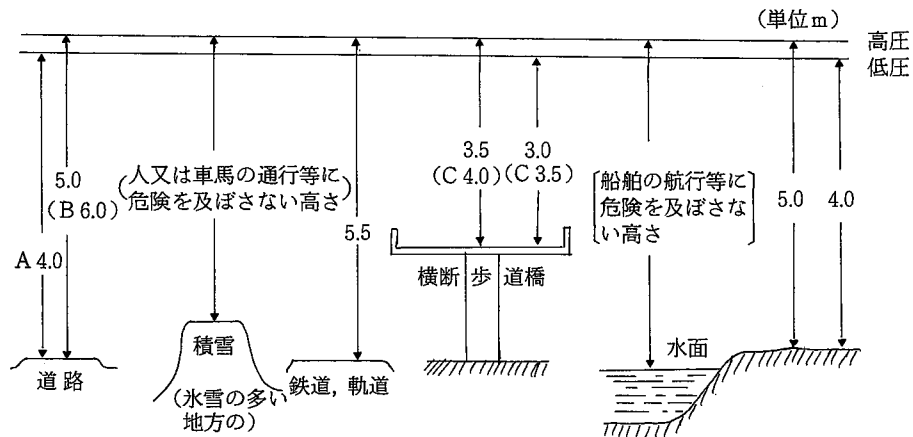 (単位m)
高圧
低圧
5.0
(B 6.0)
A 4.0
道路
(人又は車馬の通行等に
危険を及ぼさない高さ)
積雪
(氷雪の多い
地方の)
5.5
鉄道, 軌道
3.5
(C 4.0)
3.0
(C 3.5)
横断歩道橋
〔船舶の航行等に
危険を及ぼさな
い高さ〕
水面
5.0
4.0